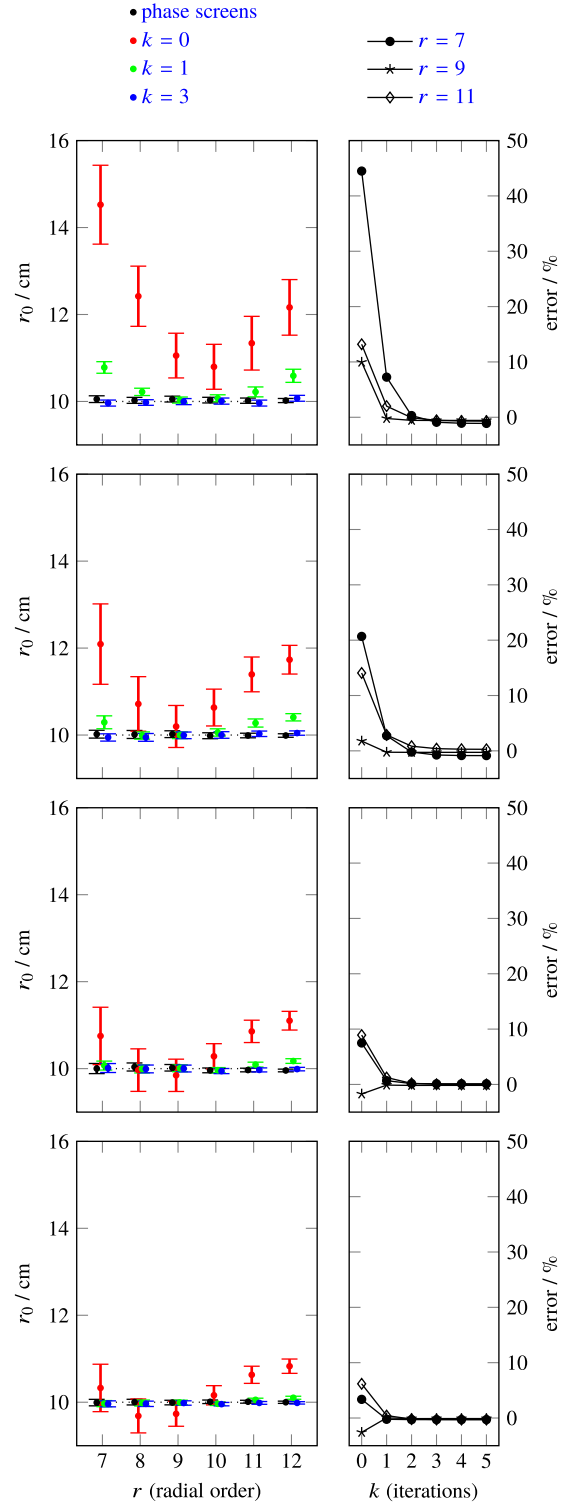 phase screens
k = 0
k = 1
k = 3
r = 7
r = 9
r = 11
16
14
12
10
r₀ / cm
50
40
30
20
10
0
error / %
16
14
12
10
r₀ / cm
50
40
30
20
10
0
error / %
16
14
12
10
r₀ / cm
50
40
30
20
10
0
error / %
16
14
12
10
r₀ / cm
50
40
30
20
10
0
error / %
7 8 9 10 11 12
r (radial order)
0 1 2 3 4 5
k (iterations)